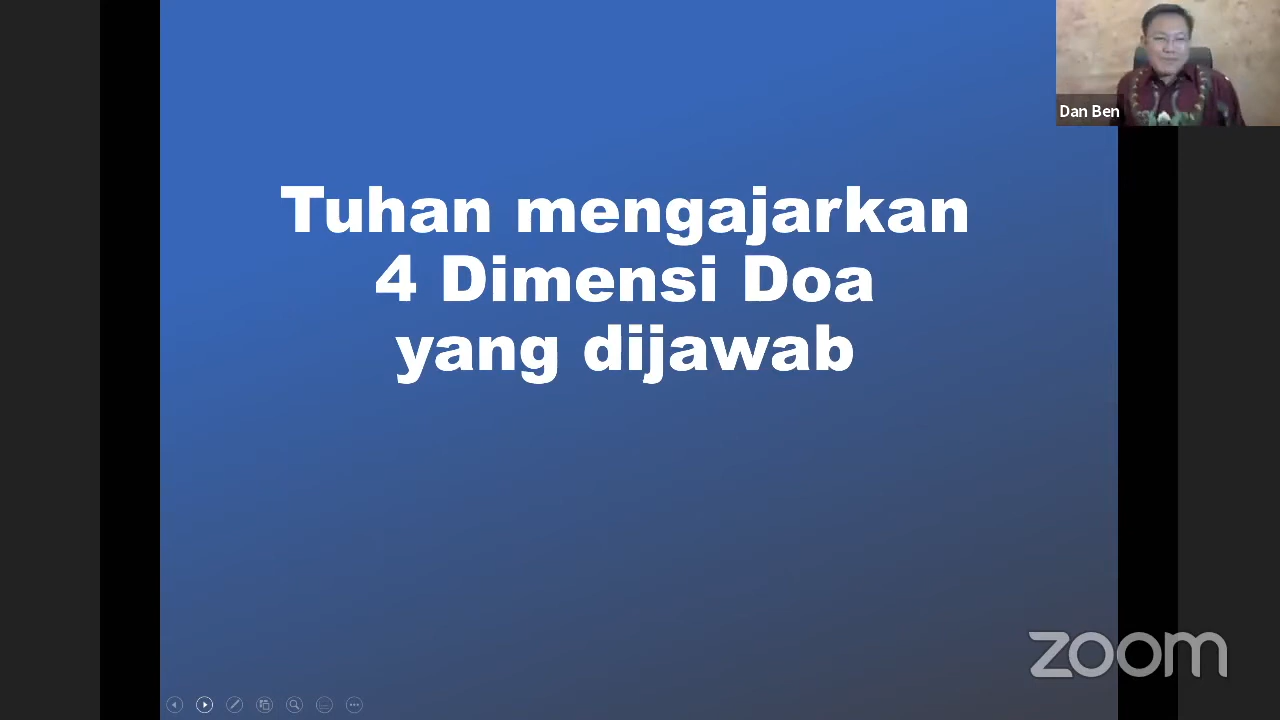 Tuhan mengajarkan
4 Dimensi Doa
yang dijawab
Dan Ben
zoom